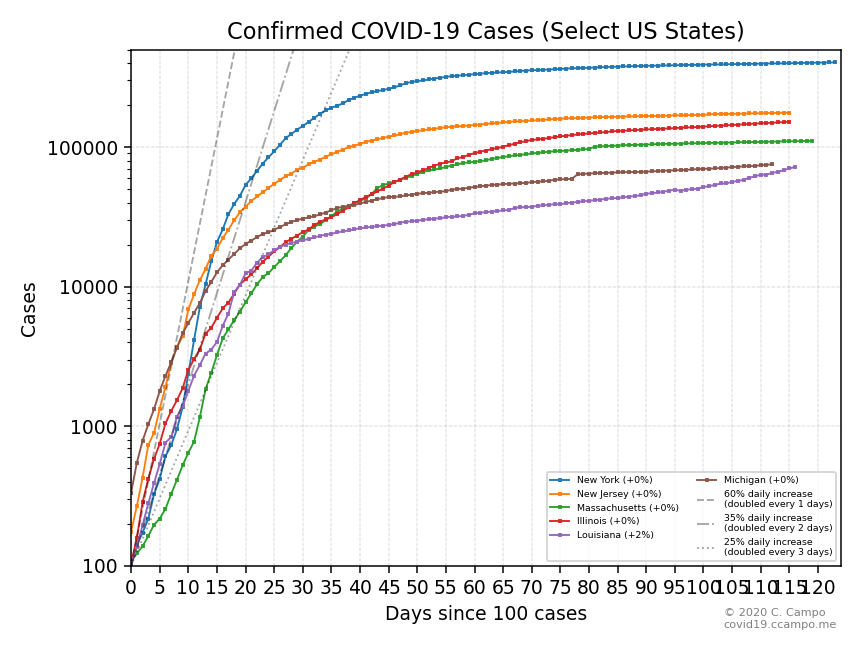 Confirmed COVID-19 Cases (Select US States)
100000
10000
1000
100
Cases
0 5 10 15 20 25 30 35 40 45 50 55 60 65 70 75 80 85 90 95 100 105 110 115 120
Days since 100 cases
New York (+0%)
New Jersey (+0%)
Massachusetts (+0%)
Illinois (+0%)
Louisiana (+2%)
Michigan (+0%)
60% daily increase
(doubled every 1 days)
35% daily increase
(doubled every 2 days)
25% daily increase
(doubled every 3 days)
© 2020 C. Campo
covid19.ccampo.me